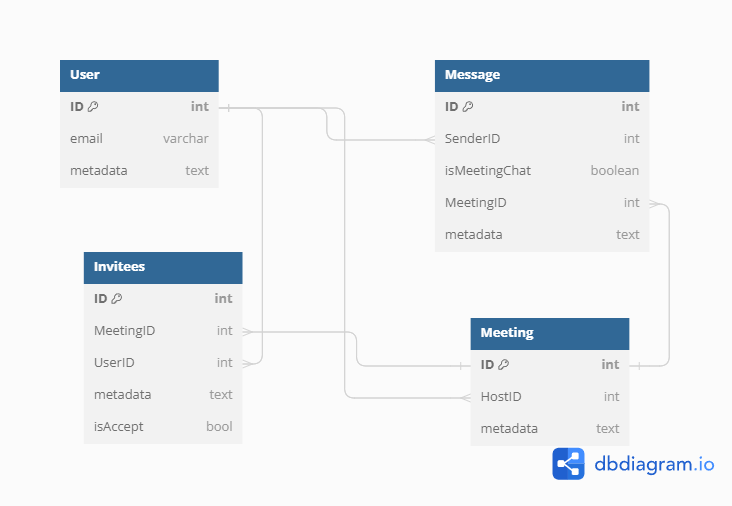 User
ID int
email varchar
metadata text
Message
ID int
SenderID int
isMeetingChat boolean
MeetingID int
metadata text
Invitees
ID int
MeetingID int
UserID int
metadata text
isAccept bool
Meeting
ID int
HostID int
metadata text
dbdiagram.io